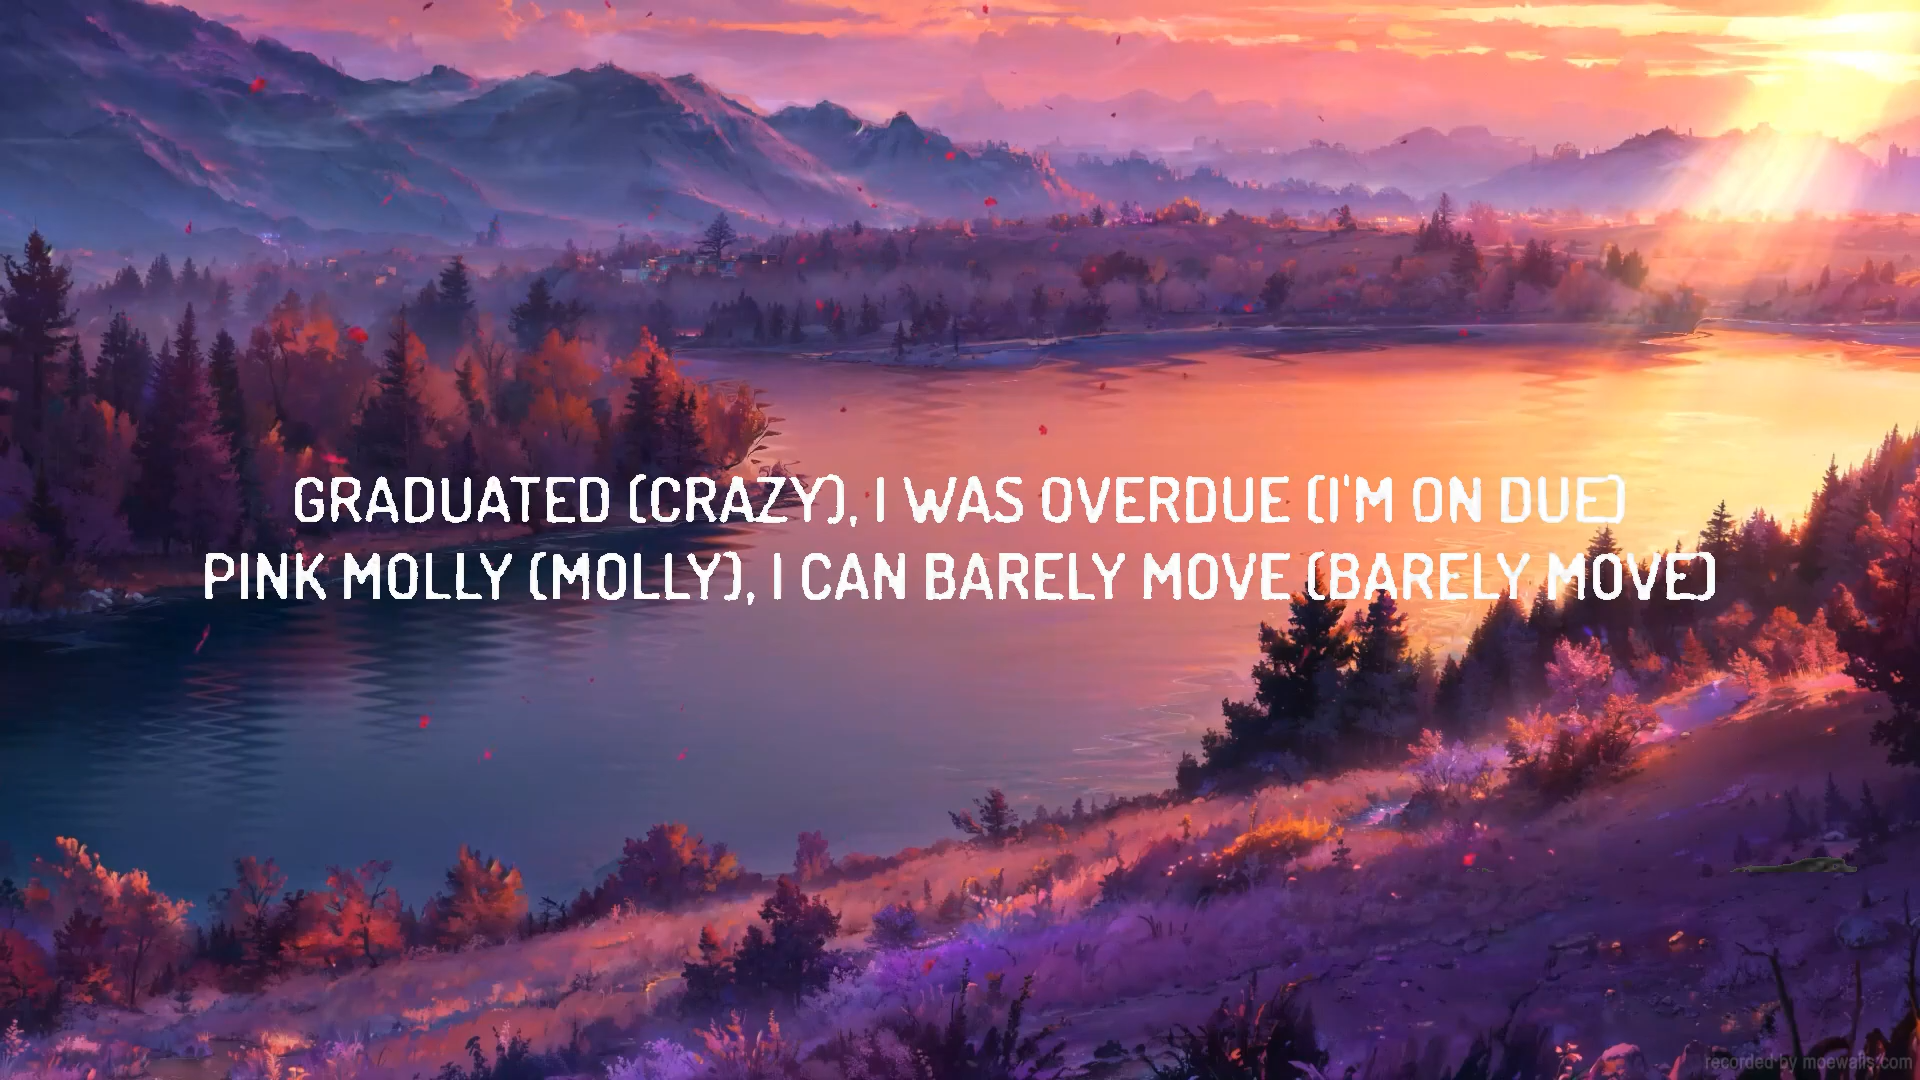 GRADUATED (CRAZY), I WAS OVERDUE (I'M ON DUE)
PINK MOLLY (MOLLY), I CAN BARELY MOVE (BARELY MOVE)
recorded by moewalls.com